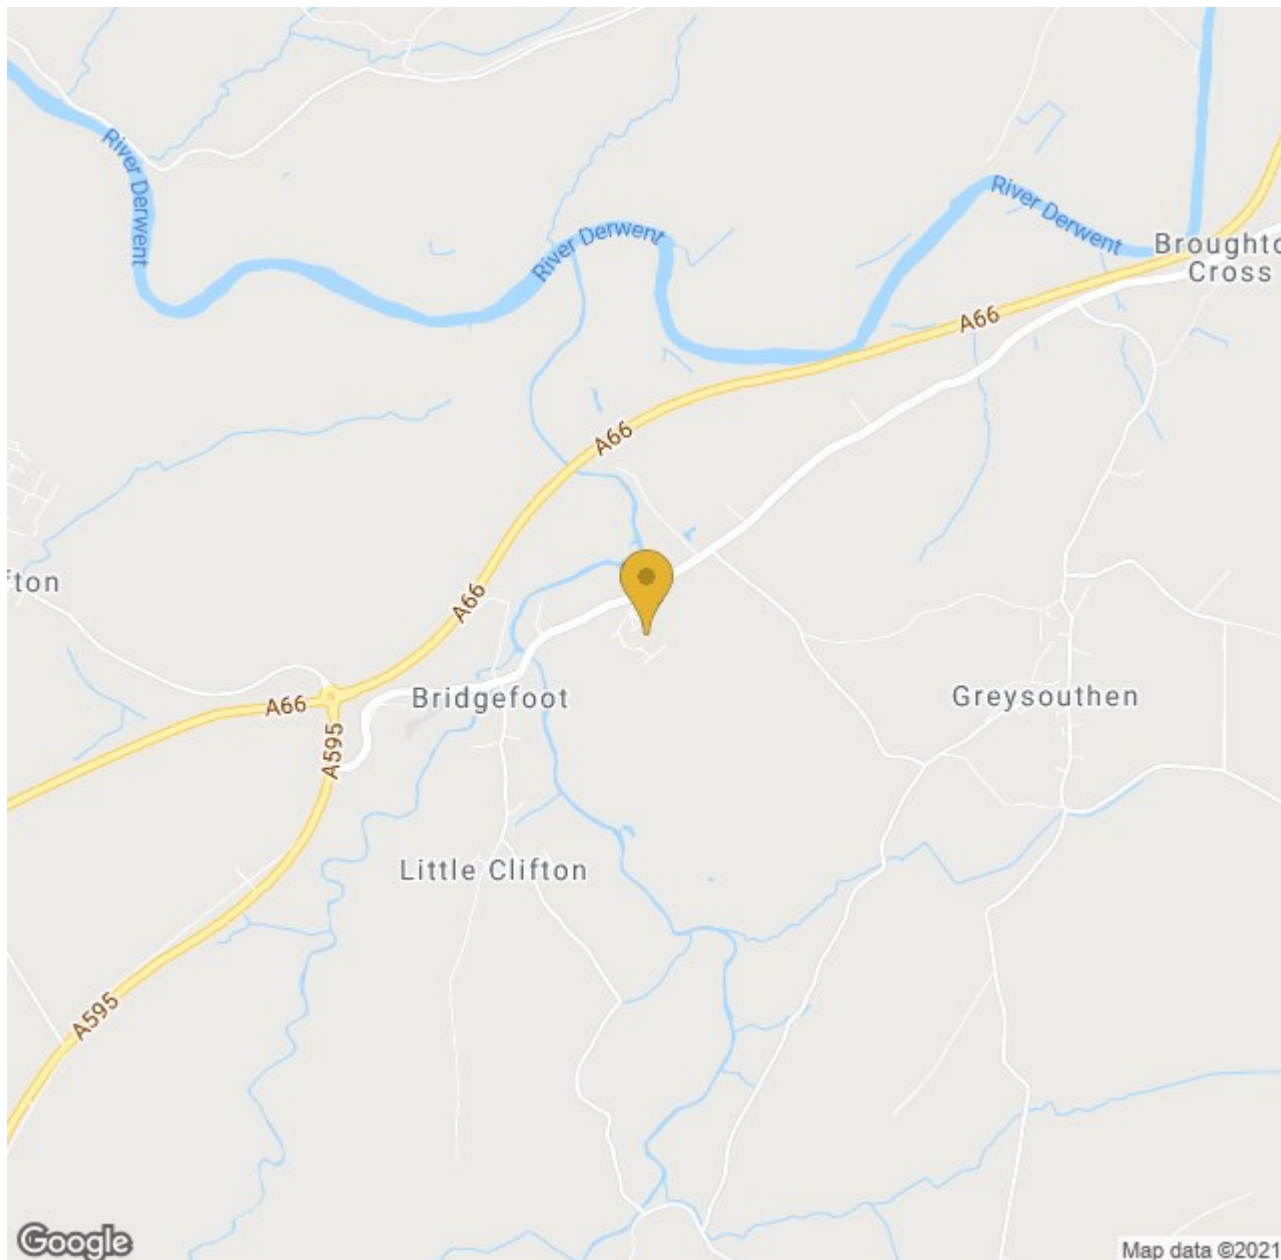 River Derwent
River Derwent
River Derwent
Broughto
Cross
A66
A66
fton
A66
A66
Bridgefoot
Greysouthen
A595
Little Clifton
A595
Google
Map data ©2021